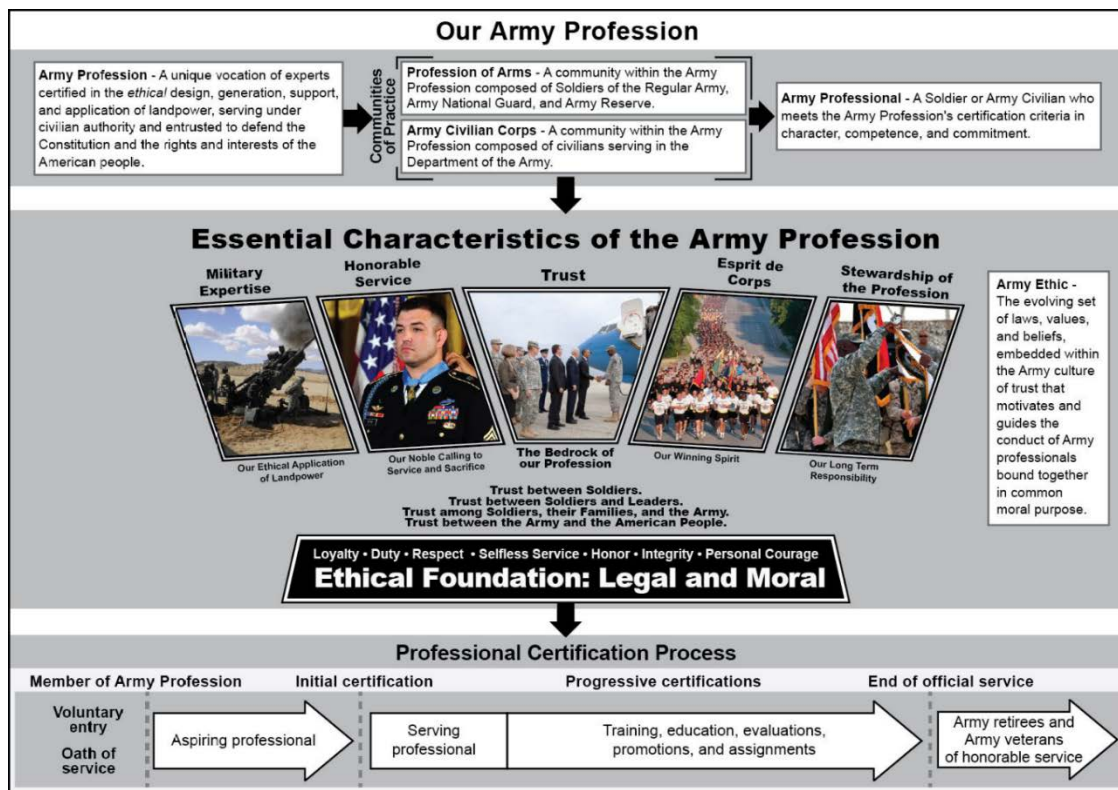 Our Army Profession
Army Profession - A unique vocation of experts
certified in the ethical design, generation, support,
and application of landpower, serving under
civilian authority and entrusted to defend the
Constitution and the rights and interests of the
American people.
Communities
of Practice
Profession of Arms - A community within the Army
Profession composed of Soldiers of the Regular Army,
Army National Guard, and Army Reserve.
Army Civilian Corps - A community within the Army
Profession composed of civilians serving in the
Department of the Army.
Army Professional - A Soldier or Army Civilian who
meets the Army Profession's certification criteria in
character, competence, and commitment.
Essential Characteristics of the Army Profession
Military
Expertise
Our Ethical Application
of Landpower
Honorable
Service
Our Noble Calling to
Service and Sacrifice
Trust
The Bedrock of
our Profession
Esprit de
Corps
Our Winning Spirit
Stewardship of
the Profession
Our Long Term
Responsibility
Army Ethic -
The evolving set
of laws, values,
and beliefs,
embedded within
the Army culture
of trust that
motivates and
guides the
conduct of Army
professionals
bound together
in common
moral purpose.
Trust between Soldiers.
Trust between Soldiers and Leaders.
Trust among Soldiers, their Families, and the Army.
Trust between the Army and the American People.
Loyalty • Duty • Respect • Selfless Service • Honor • Integrity • Personal Courage
Ethical Foundation: Legal and Moral
Professional Certification Process
Member of Army Profession
Initial certification
Progressive certifications
End of official service
Voluntary
entry
Oath of
service
Aspiring professional
Serving
professional
Training, education, evaluations,
promotions, and assignments
Army retirees and
Army veterans
of honorable service